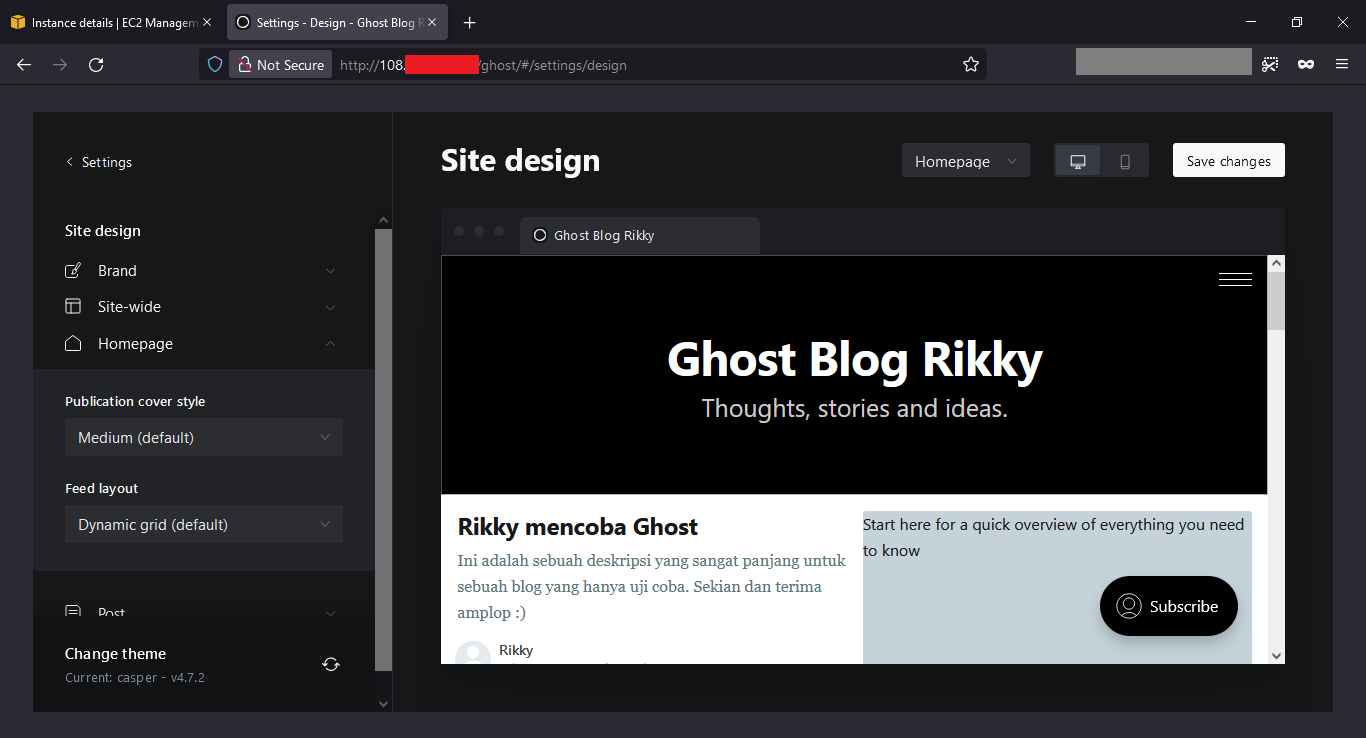 Instance details | EC2 Managem
Settings - Design - Ghost Blog R
Not Secure
http://108.
/ghost/#/settings/design
Settings
Site design
Brand
Site-wide
Homepage
Publication cover style
Medium (default)
Feed layout
Dynamic grid (default)
Post
Change theme
Current: casper - v4.7.2
Site design
Homepage
Save changes
Ghost Blog Rikky
Ghost Blog Rikky
Thoughts, stories and ideas.
Rikky mencoba Ghost
Ini adalah sebuah deskripsi yang sangat panjang untuk
sebuah blog yang hanya uji coba. Sekian dan terima
amplop :)
Rikky
Start here for a quick overview of everything you need
to know
Subscribe